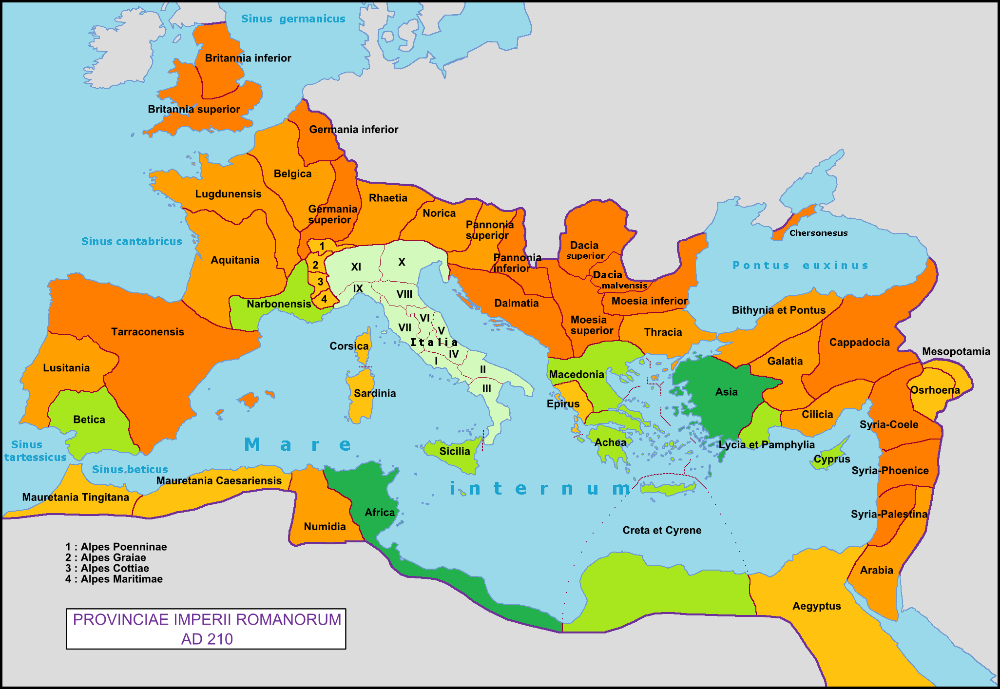 Sinus germanicus
Britannia inferior
Britannia superior
Germania inferior
Belgica
Lugdunensis
Rhaetia
Germania
superior
Norica
Pannonia
superior
Chersonesus
Sinus cantabricus
Dacia
superior
1
Aquitania
Pannonia
inferior
2
XI
X
Pontus euxinus
Dacia
malvensis
3
IX
VIII
4
Narbonensis
Dalmatia
Moesia inferior
Bithynia et Pontus
VI
VII
V
Moesia
superior
Tarraconensis
Thracia
Italia
Cappadocia
Corsica
IV
Mesopotamia
I
Galatia
Lusitania
II
Macedonia
III
Sardinia
Asia
Osrhoena
Epirus
Betica
Cilicia
Syria-Coele
Sinus
tartessicus
Mare
Sicilia
Achea
Lycia et Pamphylia
Cyprus
Sinus beticus
Syria-Phoenice
Mauretania Caesariensis
internum
Mauretania Tingitana
Africa
Syria-Palestina
Numidia
Creta et Cyrene
1 : Alpes Poenninae
2 : Alpes Graiae
3 : Alpes Cottiae
4 : Alpes Maritimae
Arabia
Aegyptus
PROVINCIAE IMPERII ROMANORUM
AD 210